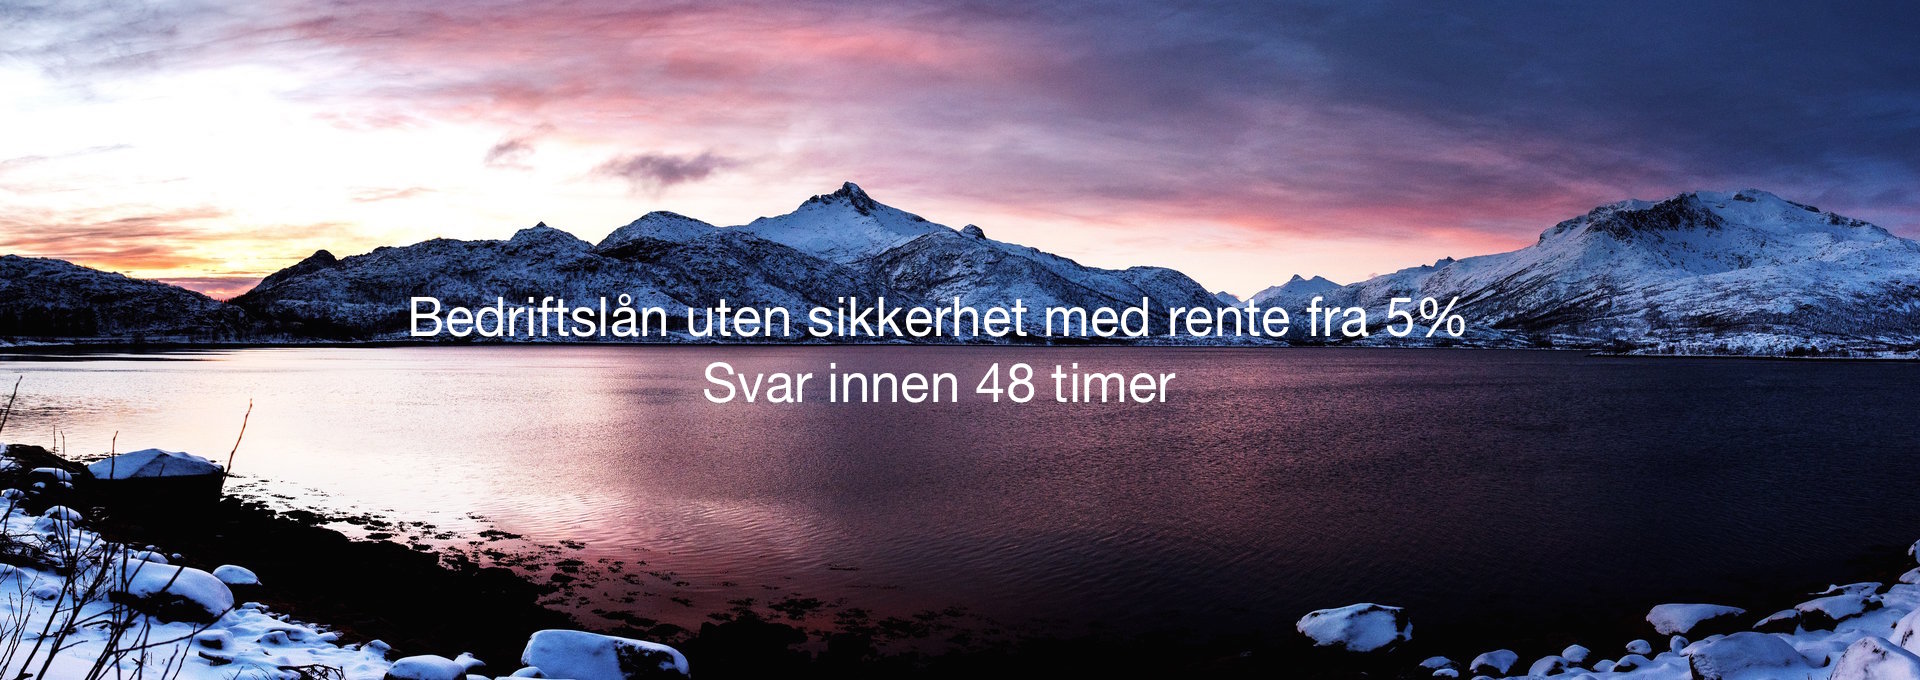 Bedriftslån uten sikkerhet med rente fra 5%
Svar innen 48 timer